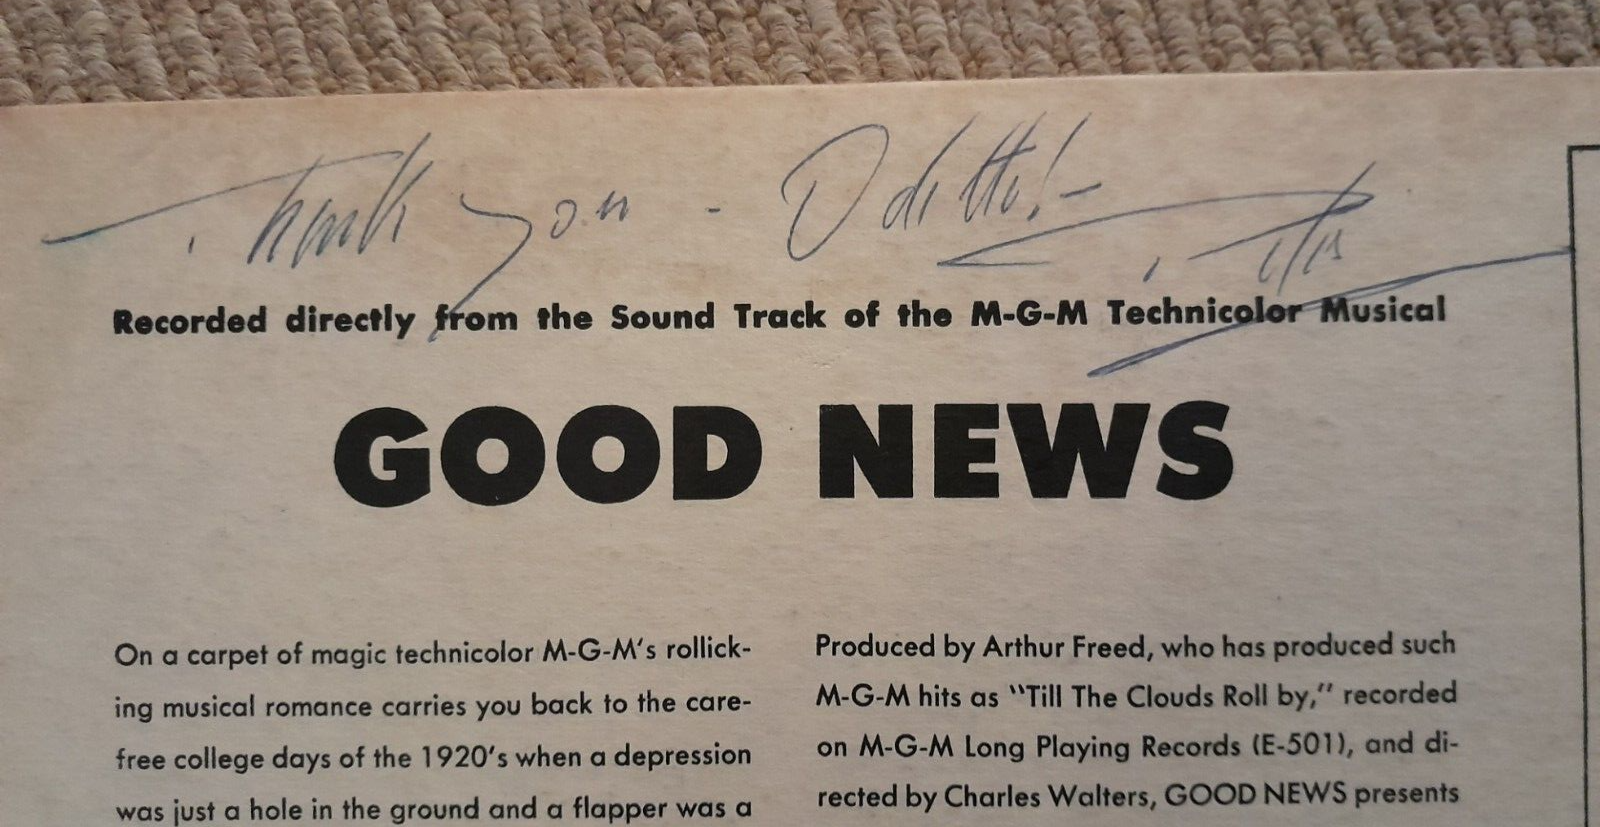 Thank you - Odette!-
Recorded directly from the Sound Track of the M-G-M Technicolor Musical
GOOD NEWS
On a carpet of magic technicolor M-G-M's rollick-
ing musical romance carries you back to the care-
free college days of the 1920's when a depression
was just a hole in the ground and a flapper was a
Produced by Arthur Freed, who has produced such
M-G-M hits as "Till The Clouds Roll by," recorded
on M-G-M Long Playing Records (E-501), and di-
rected by Charles Walters, GOOD NEWS presents